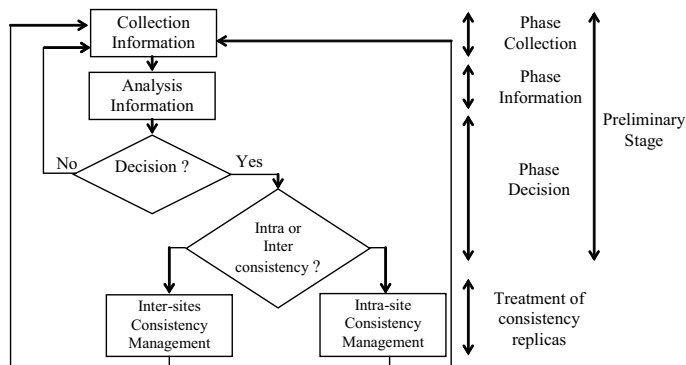 Collection
Information
Analysis
Information
Decision ?
No
Yes
Intra or
Inter
consistency ?
Inter-sites
Consistency
Management
Intra-site
Consistency
Management
Phase
Collection
Phase
Information
Phase
Decision
Preliminary
Stage
Treatment of
consistency
replicas